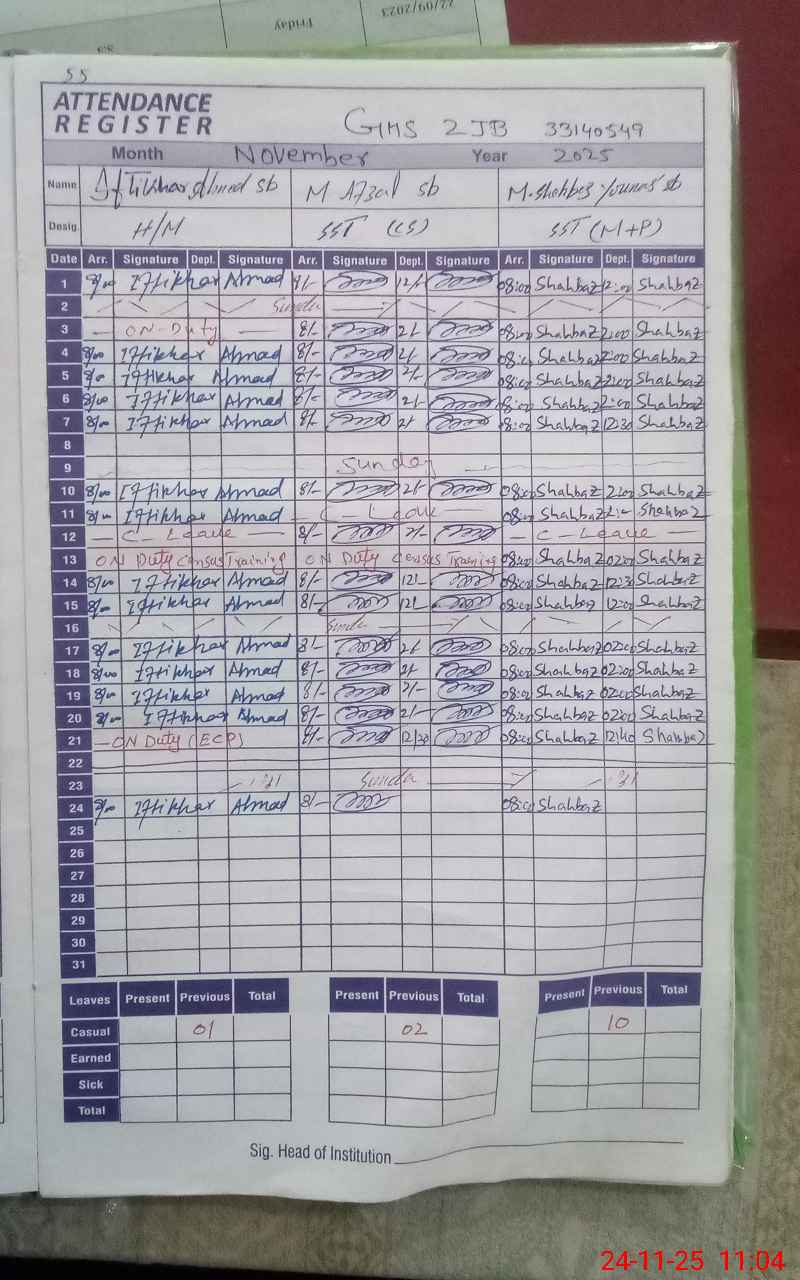 22/09/2023
Friday
55
ATTENDANCE
REGISTER
GHS 2JB 33140549
Month November Year 2025
Name Iftikhar Ahmed sb M Afzal sb M. Shahbaz Younas sb
Desig. H/M SST (CS) SST (M+P)
Date Arr. Signature Dept. Signature Arr. Signature Dept. Signature Arr. Signature Dept. Signature
1 8/00 Iftikhar Ahmad 8/- 12/- 08:00 Shahbaz 12:00 Shahbaz
2 Sunda
3 ON-Duty 8/- 2/- 08:00 Shahbaz 2:00 Shahbaz
4 8/00 Iftikhar Ahmad 8/- 2/- 08:00 Shahbaz 2:00 Shahbaz
5 8/00 Iftikhar Ahmad 8/- 2/- 08:00 Shahbaz 2:00 Shahbaz
6 8/00 Iftikhar Ahmad 8/- 2/- 08:00 Shahbaz 2:00 Shahbaz
7 8/00 Iftikhar Ahmad 8/- 2/- 08:00 Shahbaz 12:30 Shahbaz
8
9 Sunday
10 8/00 Iftikhar Ahmad 8/- 2/- 08:00 Shahbaz 2:00 Shahbaz
11 8/00 Iftikhar Ahmad C - Leave 08:00 Shahbaz 2:00 Shahbaz
12 C - Leave 8/- 2/- C - Leave
13 ON Duty Census Training ON Duty Census Training 08:00 Shahbaz 02:00 Shahbaz
14 8/00 Iftikhar Ahmad 8/- 12/- 08:00 Shahbaz 12:30 Shahbaz
15 8/00 Iftikhar Ahmad 8/- 12/- 08:00 Shahbaz 12:00 Shahbaz
16 Sunda
17 8/00 Iftikhar Ahmad 8/- 2/- 08:00 Shahbaz 02:00 Shahbaz
18 8/00 Iftikhar Ahmad 8/- 2/- 08:00 Shahbaz 02:00 Shahbaz
19 8/00 Iftikhar Ahmad 8/- 2/- 08:00 Shahbaz 02:00 Shahbaz
20 8/00 Iftikhar Ahmad 8/- 2/- 08:00 Shahbaz 02:00 Shahbaz
21 ON Duty (ECP) 8/- 12/30 08:00 Shahbaz 12:40 Shahbaz
22
23 Sunda
24 8/00 Iftikhar Ahmad 8/- 08:00 Shahbaz
25
26
27
28
29
30
31
Leaves Present Previous Total Present Previous Total Present Previous Total
Casual 01 02 10
Earned
Sick
Total
Sig. Head of Institution
24-11-25 11:04